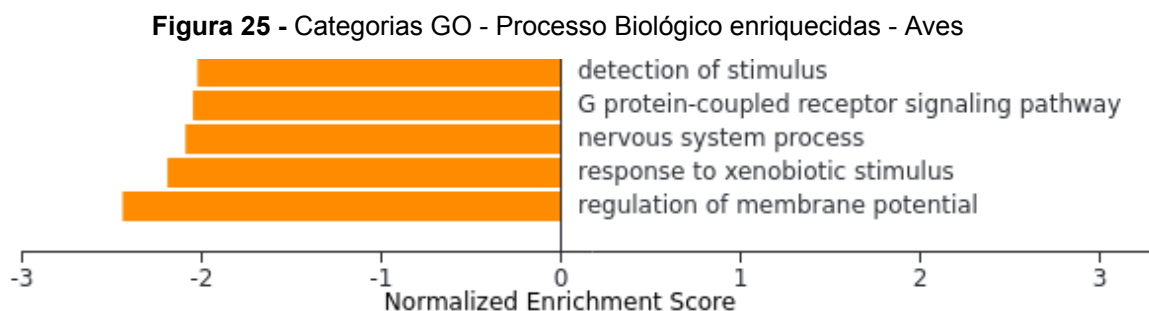 Figura 25 - Categorias GO - Processo Biológico enriquecidas - Aves
detection of stimulus
G protein-coupled receptor signaling pathway
nervous system process
response to xenobiotic stimulus
regulation of membrane potential
-3 -2 -1 0 1 2 3
Normalized Enrichment Score